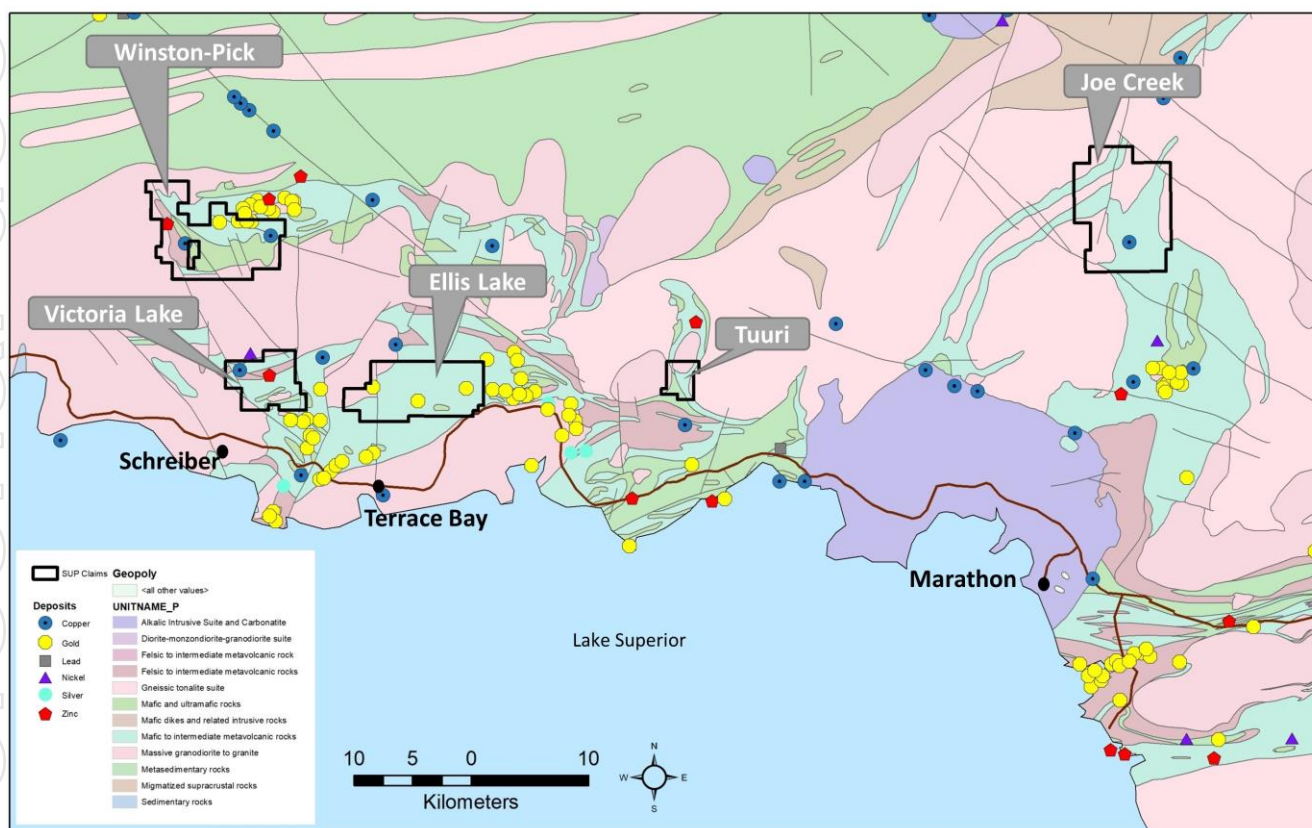 Winston-Pick
Joe Creek
Ellis Lake
Victoria Lake
Tuuri
Schreiber
Terrace Bay
Marathon
Lake Superior
SUP Claims
Deposits
Copper
Gold
Lead
Nickel
Silver
Zinc
Geopoly
<all other values>
UNITNAME_P
Alkalic Intrusive Suite and Carbonatite
Diorite-monzondiorite-granodiorite suite
Felsic to intermediate metavolcanic rock
Felsic to intermediate metavolcanic rocks
Gneissic tonalite suite
Mafic and ultramafic rocks
Mafic dikes and related intrusive rocks
Mafic to intermediate metavolcanic rocks
Massive granodiorite to granite
Metasedimentary rocks
Migmatized supracrustal rocks
Sedimentary rocks
10 5 0 10
Kilometers
N
W E
S